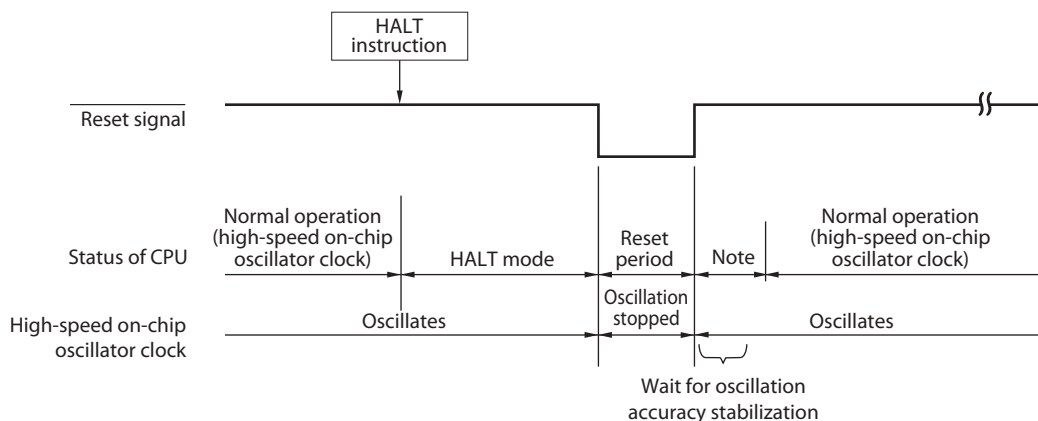 HALT
instruction
Reset signal
Status of CPU
Normal operation
(high-speed on-chip
oscillator clock)
HALT mode
Reset
period
Note
Normal operation
(high-speed on-chip
oscillator clock)
High-speed on-chip
oscillator clock
Oscillates
Oscillation
stopped
Oscillates
Wait for oscillation
accuracy stabilization